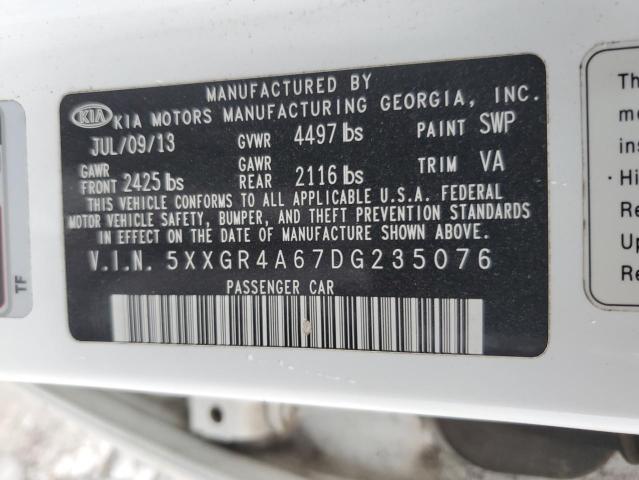 MANUFACTURED BY
KIA KIA MOTORS MANUFACTURING GEORGIA, INC.
JUL/09/13 GVWR 4497 lbs PAINT SWP
GAWR FRONT 2425 lbs GAWR REAR 2116 lbs TRIM VA
THIS VEHICLE CONFORMS TO ALL APPLICABLE U.S.A. FEDERAL
MOTOR VEHICLE SAFETY, BUMPER, AND THEFT PREVENTION STANDARDS
IN EFFECT ON THE DATE OF MANUFACTURE SHOWN ABOVE.
V.I.N. 5XXGR4A67DG235076
PASSENGER CAR
TF